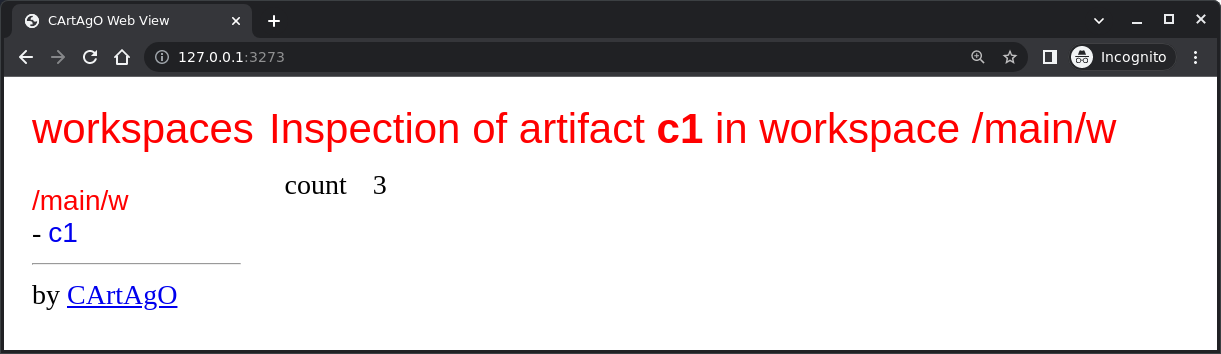 CArtAgO Web View
127.0.0.1:3273
Incognito
workspaces
/main/w
- c1
by CArtAgO
Inspection of artifact c1 in workspace /main/w
count 3